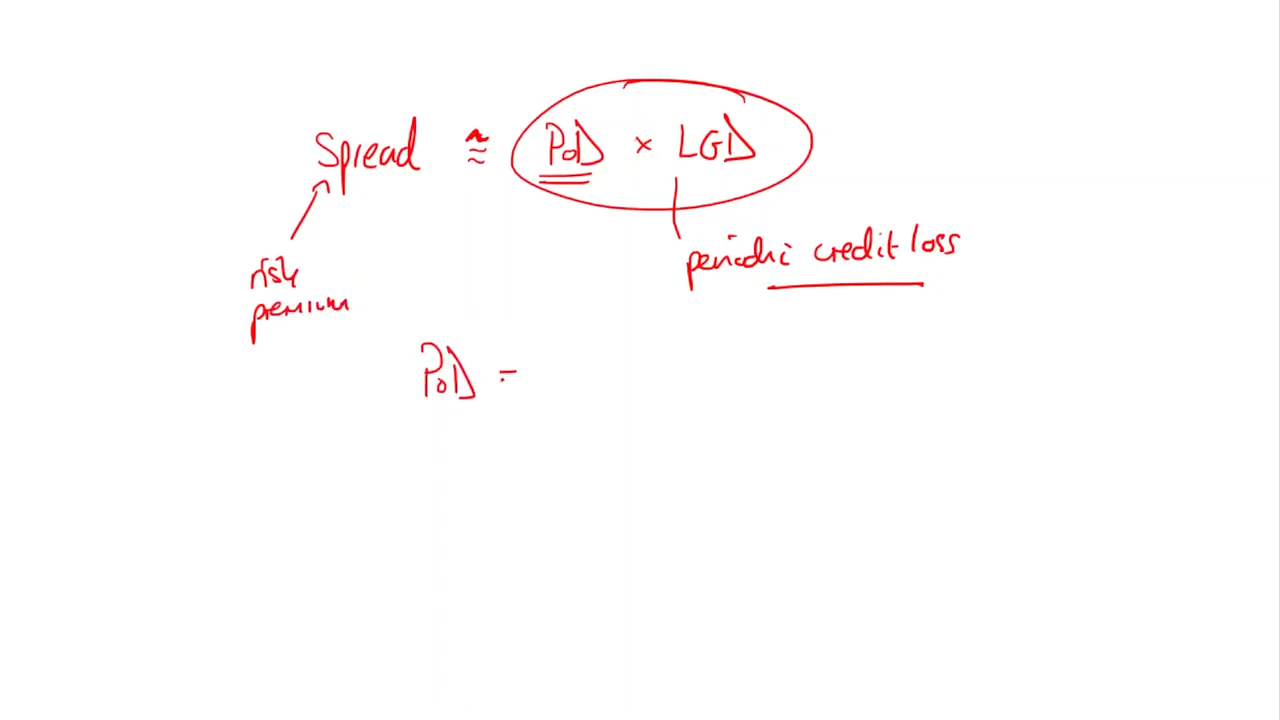 Spread ≈ PoD × LGD
periodic credit loss
risk
premium
PoD =